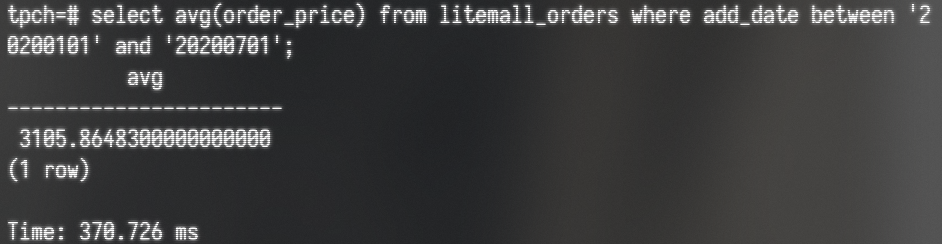 tpch=# select avg(order_price) from litemall_orders where add_date between '2
0200101' and '20200701';
avg
-----------------------
3105.8648300000000000
(1 row)
Time: 370.726 ms